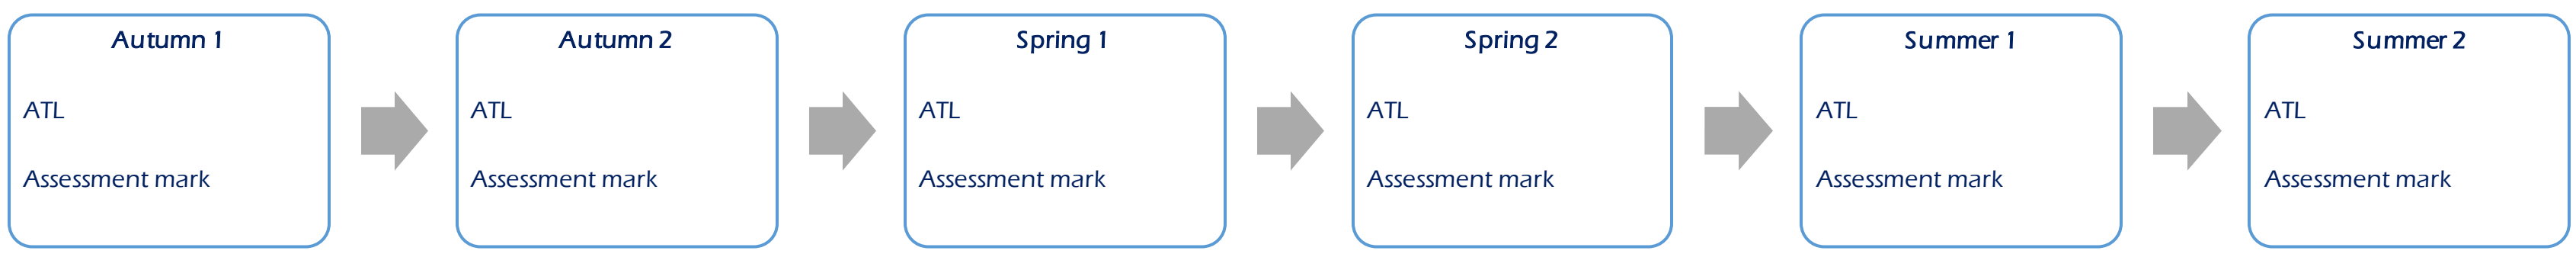 Autumn 1
ATL
Assessment mark
Autumn 2
ATL
Assessment mark
Spring 1
ATL
Assessment mark
Spring 2
ATL
Assessment mark
Summer 1
ATL
Assessment mark
Summer 2
ATL
Assessment mark